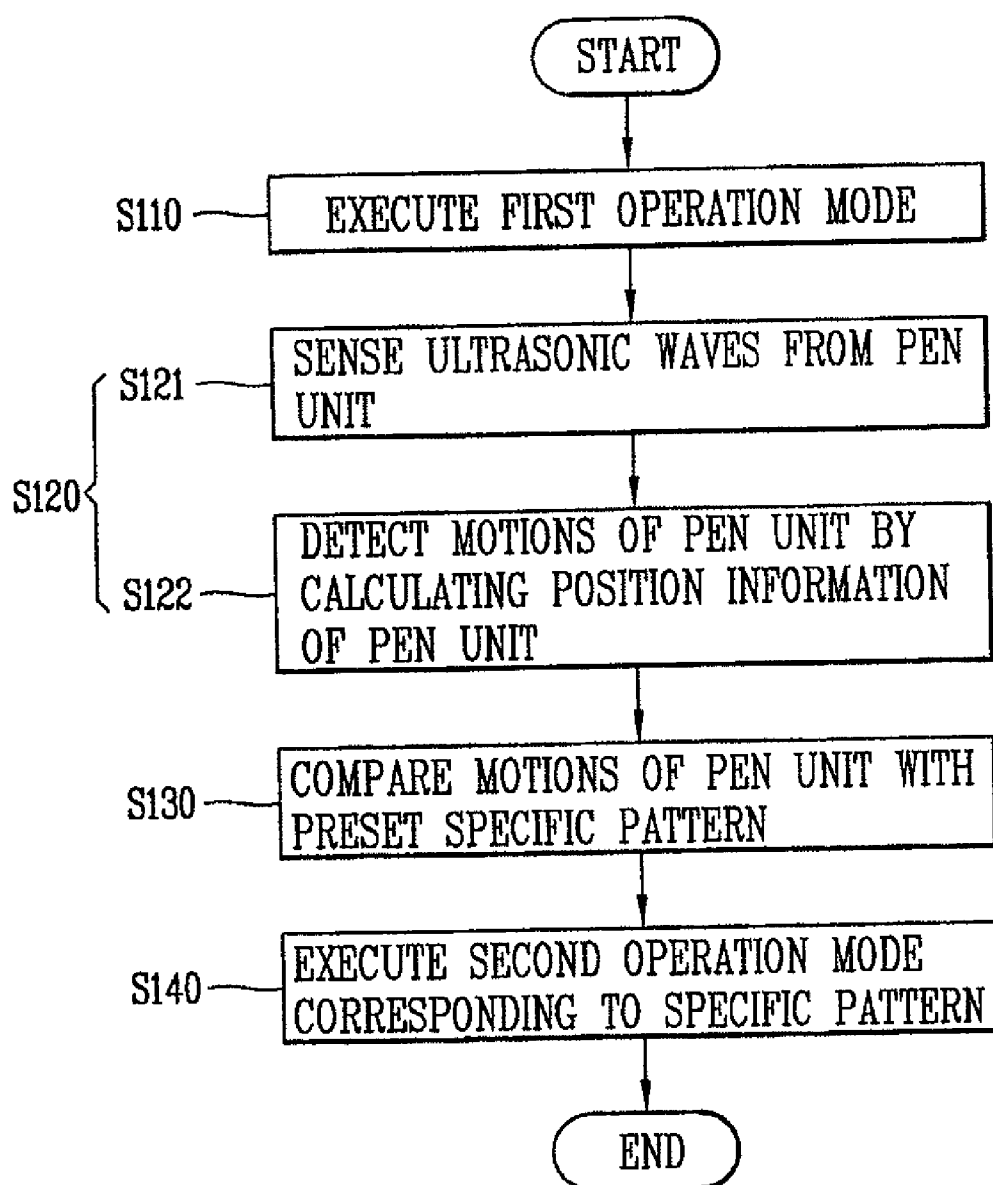 START
S110
EXECUTE FIRST OPERATION MODE
S120
S121
SENSE ULTRASONIC WAVES FROM PEN
UNIT
S122
DETECT MOTIONS OF PEN UNIT BY
CALCULATING POSITION INFORMATION
OF PEN UNIT
S130
COMPARE MOTIONS OF PEN UNIT WITH
PRESET SPECIFIC PATTERN
S140
EXECUTE SECOND OPERATION MODE
CORRESPONDING TO SPECIFIC PATTERN
END